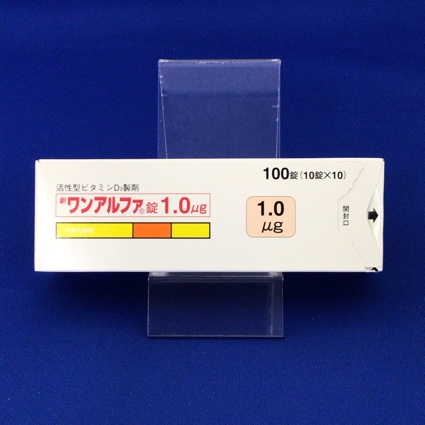 100錠(10錠×10)
活性型ビタミンD₃製剤
劇 ワンアルファ®錠 1.0μg
1.0
μg
開封口